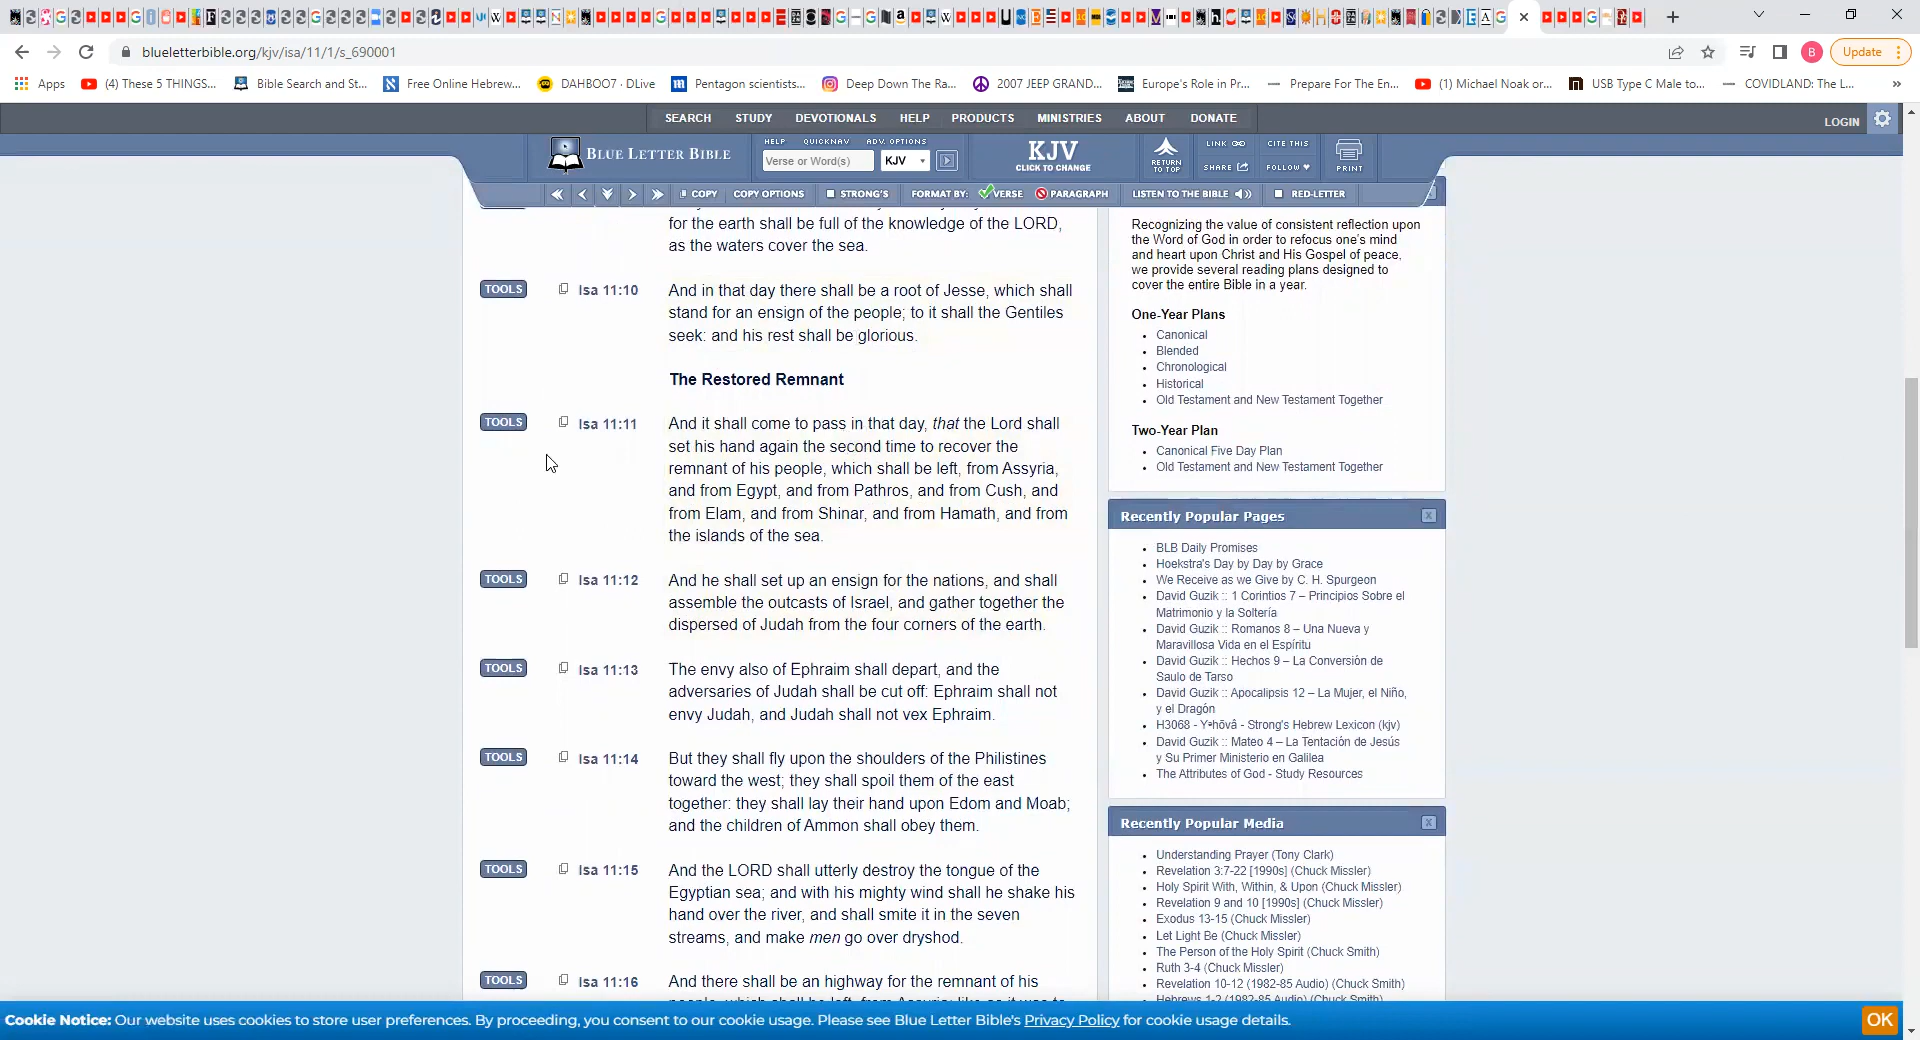 blueletterbible.org/kjv/isa/11/1/s_690001
B
Update
Apps
(4) These 5 THINGS...
Bible Search and St...
Free Online Hebrew...
DAHBOO7 · DLive
Pentagon scientists...
Deep Down The Ra...
2007 JEEP GRAND...
Europe's Role in Pr...
Prepare For The En...
(1) Michael Noak or...
USB Type C Male to...
COVIDLAND: The L...
SEARCH
STUDY
DEVOTIONALS
HELP
PRODUCTS
MINISTRIES
ABOUT
DONATE
LOGIN
BLUE LETTER BIBLE
HELP
QUICKNAV
ADV. OPTIONS
Verse or Word(s)
KJV
KJV
CLICK TO CHANGE
RETURN
TO TOP
LINK
SHARE
CITE THIS
FOLLOW
PRINT
COPY
COPY OPTIONS
STRONG'S
FORMAT BY:
VERSE
PARAGRAPH
LISTEN TO THE BIBLE
RED-LETTER
for the earth shall be full of the knowledge of the LORD,
as the waters cover the sea.
TOOLS
Isa 11:10
And in that day there shall be a root of Jesse, which shall
stand for an ensign of the people; to it shall the Gentiles
seek: and his rest shall be glorious.
The Restored Remnant
TOOLS
Isa 11:11
And it shall come to pass in that day, that the Lord shall
set his hand again the second time to recover the
remnant of his people, which shall be left, from Assyria,
and from Egypt, and from Pathros, and from Cush, and
from Elam, and from Shinar, and from Hamath, and from
the islands of the sea.
TOOLS
Isa 11:12
And he shall set up an ensign for the nations, and shall
assemble the outcasts of Israel, and gather together the
dispersed of Judah from the four corners of the earth.
TOOLS
Isa 11:13
The envy also of Ephraim shall depart, and the
adversaries of Judah shall be cut off: Ephraim shall not
envy Judah, and Judah shall not vex Ephraim.
TOOLS
Isa 11:14
But they shall fly upon the shoulders of the Philistines
toward the west; they shall spoil them of the east
together: they shall lay their hand upon Edom and Moab;
and the children of Ammon shall obey them.
TOOLS
Isa 11:15
And the LORD shall utterly destroy the tongue of the
Egyptian sea; and with his mighty wind shall he shake his
hand over the river, and shall smite it in the seven
streams, and make men go over dryshod.
TOOLS
Isa 11:16
And there shall be an highway for the remnant of his
Recognizing the value of consistent reflection upon
the Word of God in order to refocus one's mind
and heart upon Christ and His Gospel of peace,
we provide several reading plans designed to
cover the entire Bible in a year.
One-Year Plans
Canonical
Blended
Chronological
Historical
Old Testament and New Testament Together
Two-Year Plan
Canonical Five Day Plan
Old Testament and New Testament Together
Recently Popular Pages
BLB Daily Promises
Hoekstra's Day by Day by Grace
We Receive as we Give by C. H. Spurgeon
David Guzik :: 1 Corintios 7 – Principios Sobre el
Matrimonio y la Soltería
David Guzik :: Romanos 8 – Una Nueva y
Maravillosa Vida en el Espíritu
David Guzik :: Hechos 9 – La Conversión de
Saulo de Tarso
David Guzik :: Apocalipsis 12 – La Mujer, el Niño,
y el Dragón
H3068 - Yᵊhōvâ - Strong's Hebrew Lexicon (kjv)
David Guzik :: Mateo 4 – La Tentación de Jesús
y Su Primer Ministerio en Galilea
The Attributes of God - Study Resources
Recently Popular Media
Understanding Prayer (Tony Clark)
Revelation 3:7-22 [1990s] (Chuck Missler)
Holy Spirit With, Within, & Upon (Chuck Missler)
Revelation 9 and 10 [1990s] (Chuck Missler)
Exodus 13-15 (Chuck Missler)
Let Light Be (Chuck Missler)
The Person of the Holy Spirit (Chuck Smith)
Ruth 3-4 (Chuck Missler)
Revelation 10-12 (1982-85 Audio) (Chuck Smith)
Hebrews 1-2 (1982-85 Audio) (Chuck Smith)
Cookie Notice: Our website uses cookies to store user preferences. By proceeding, you consent to our cookie usage. Please see Blue Letter Bible's Privacy Policy for cookie usage details.
OK